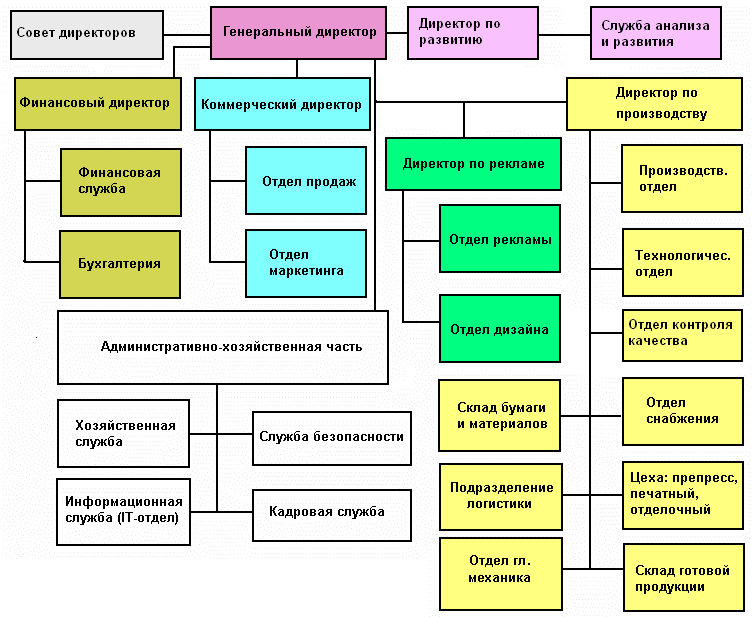 Совет директоров
Генеральный директор
Директор по
развитию
Служба анализа
и развития
Финансовый директор
Коммерческий директор
Директор по
производству
Директор по рекламе
Финансовая
служба
Отдел продаж
Производств.
отдел
Отдел рекламы
Бухгалтерия
Отдел
маркетинга
Технологичес.
отдел
Отдел дизайна
Отдел контроля
качества
Административно-хозяйственная часть
Хозяйственная
служба
Служба безопасности
Склад бумаги
и материалов
Отдел
снабжения
Информационная
служба (IT-отдел)
Кадровая служба
Подразделение
логистики
Цеха: препресс,
печатный,
отделочный
Отдел гл.
механика
Склад готовой
продукции